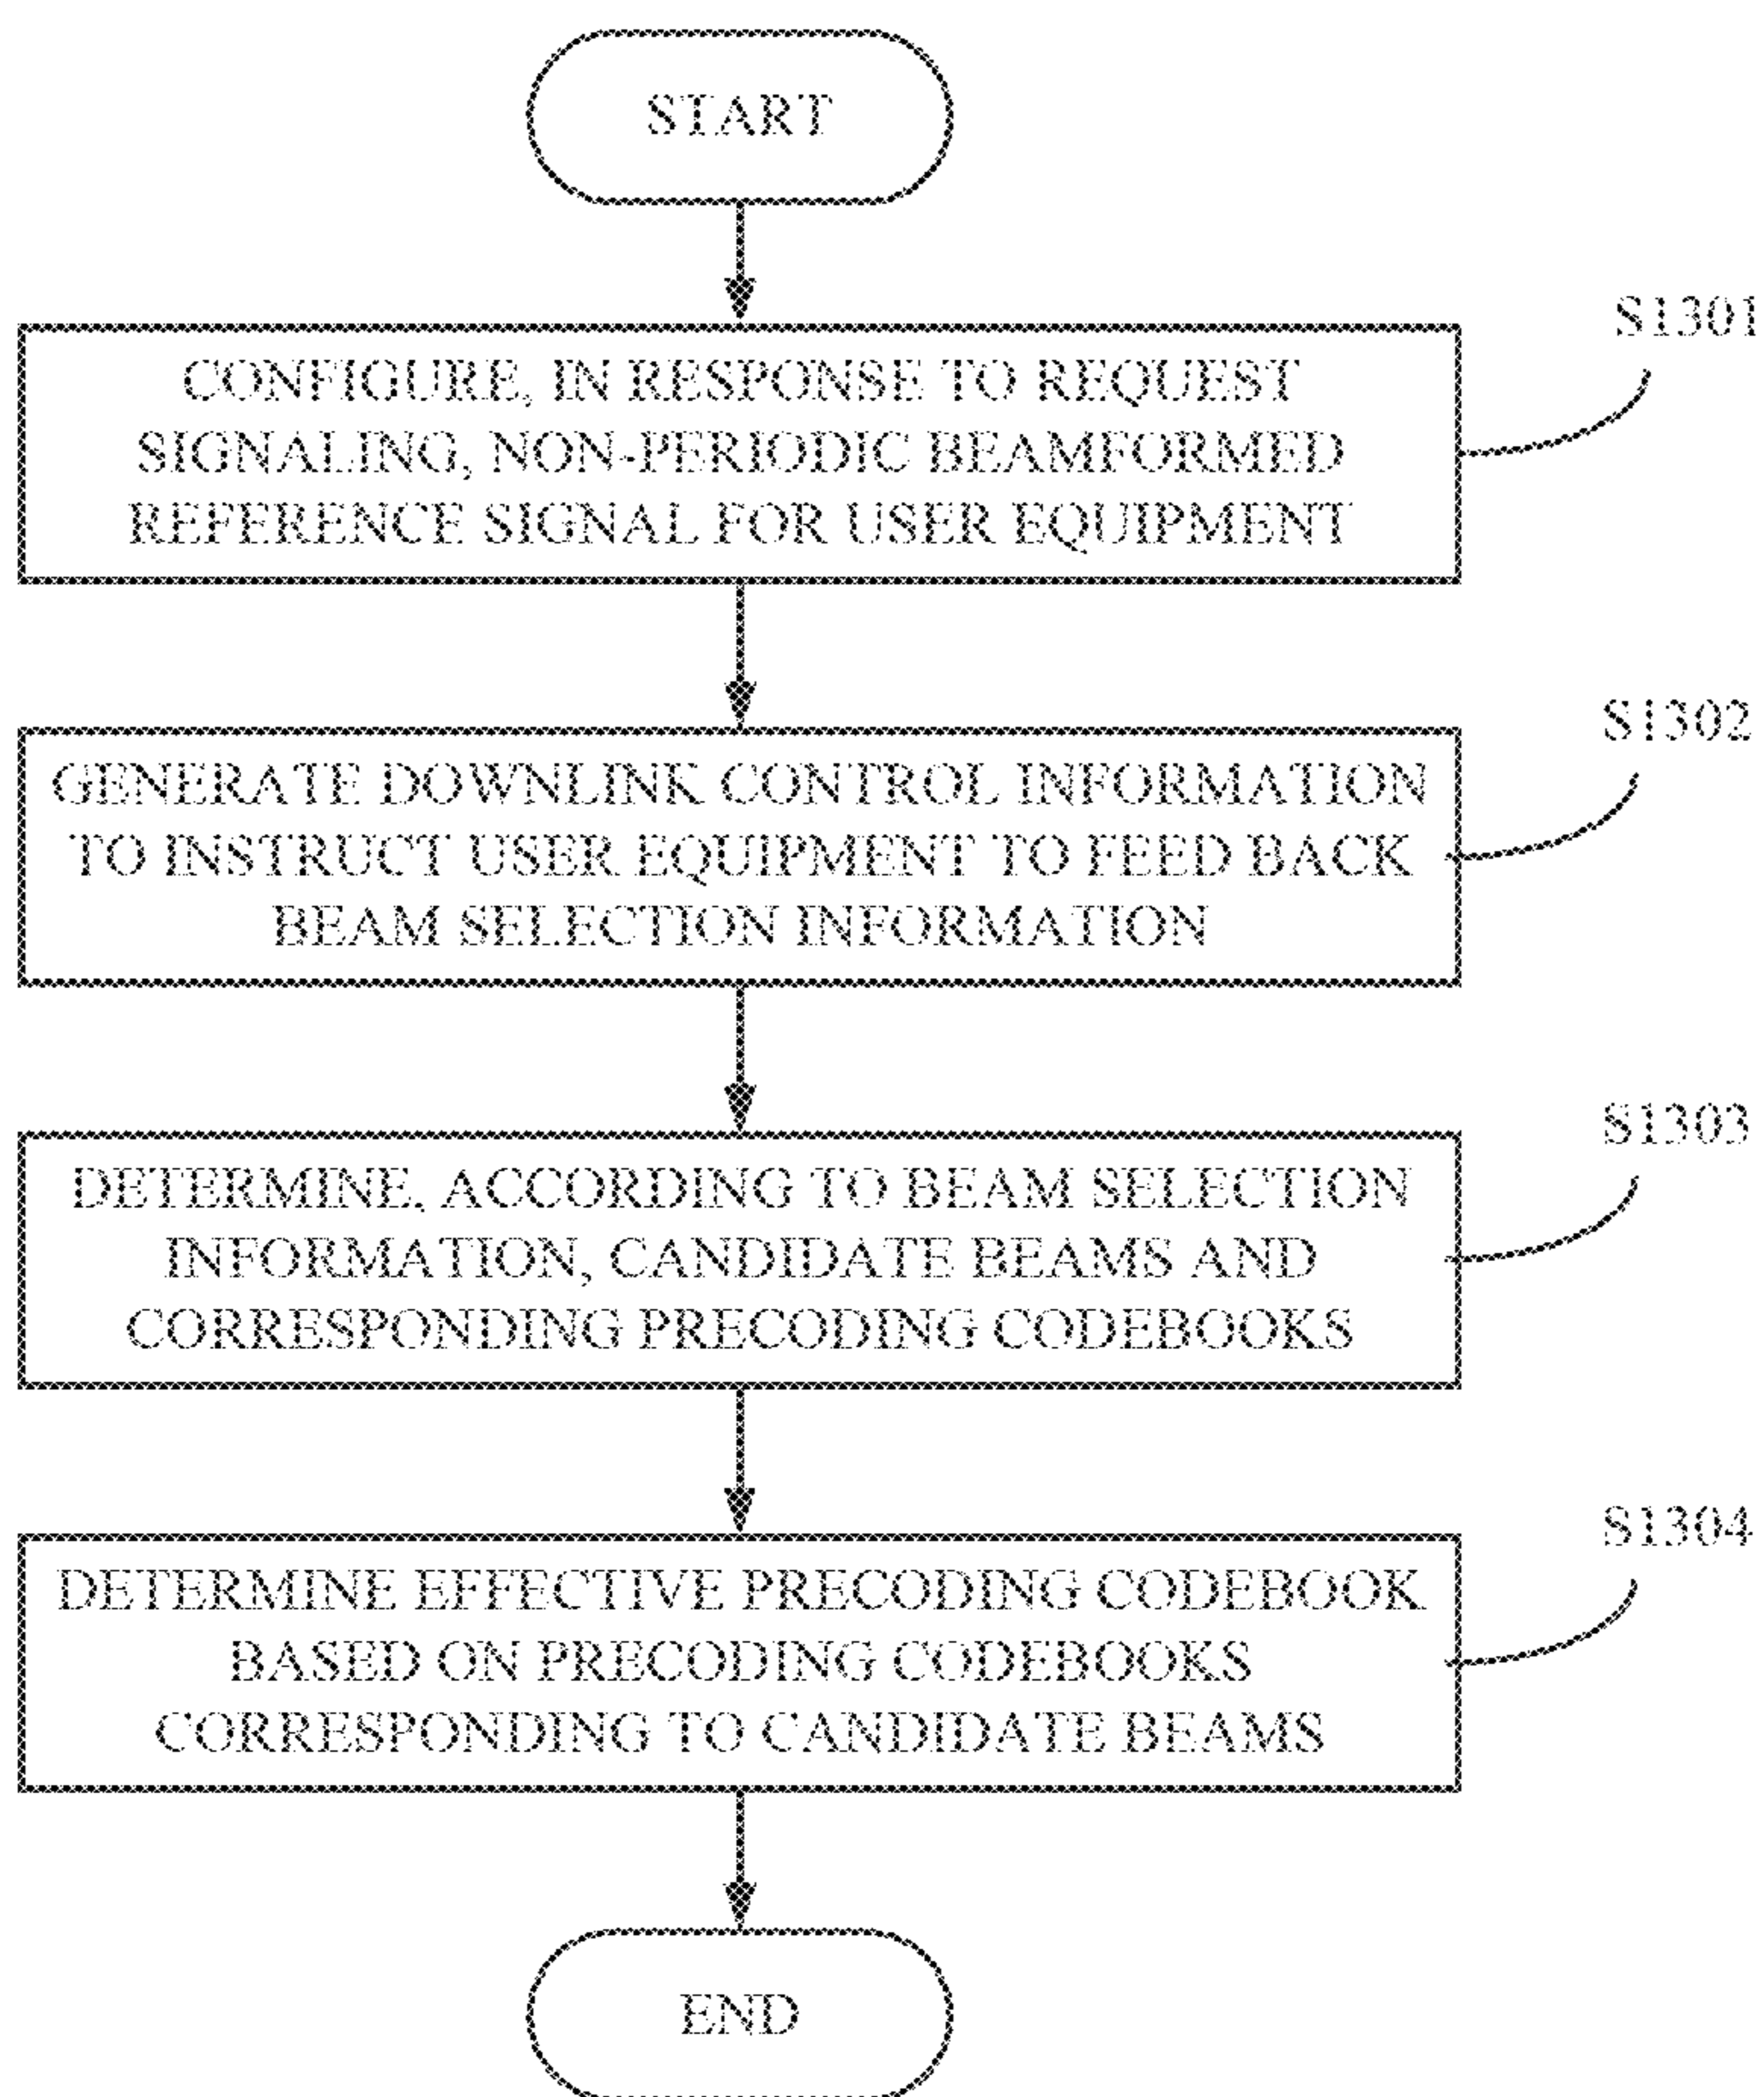 START
S1301
CONFIGURE, IN RESPONSE TO REQUEST
SIGNALING, NON-PERIODIC BEAMFORMED
REFERENCE SIGNAL FOR USER EQUIPMENT
S1302
GENERATE DOWNLINK CONTROL INFORMATION
TO INSTRUCT USER EQUIPMENT TO FEED BACK
BEAM SELECTION INFORMATION
S1303
DETERMINE, ACCORDING TO BEAM SELECTION
INFORMATION, CANDIDATE BEAMS AND
CORRESPONDING PRECODING CODEBOOKS
S1304
DETERMINE EFFECTIVE PRECODING CODEBOOK
BASED ON PRECODING CODEBOOKS
CORRESPONDING TO CANDIDATE BEAMS
END